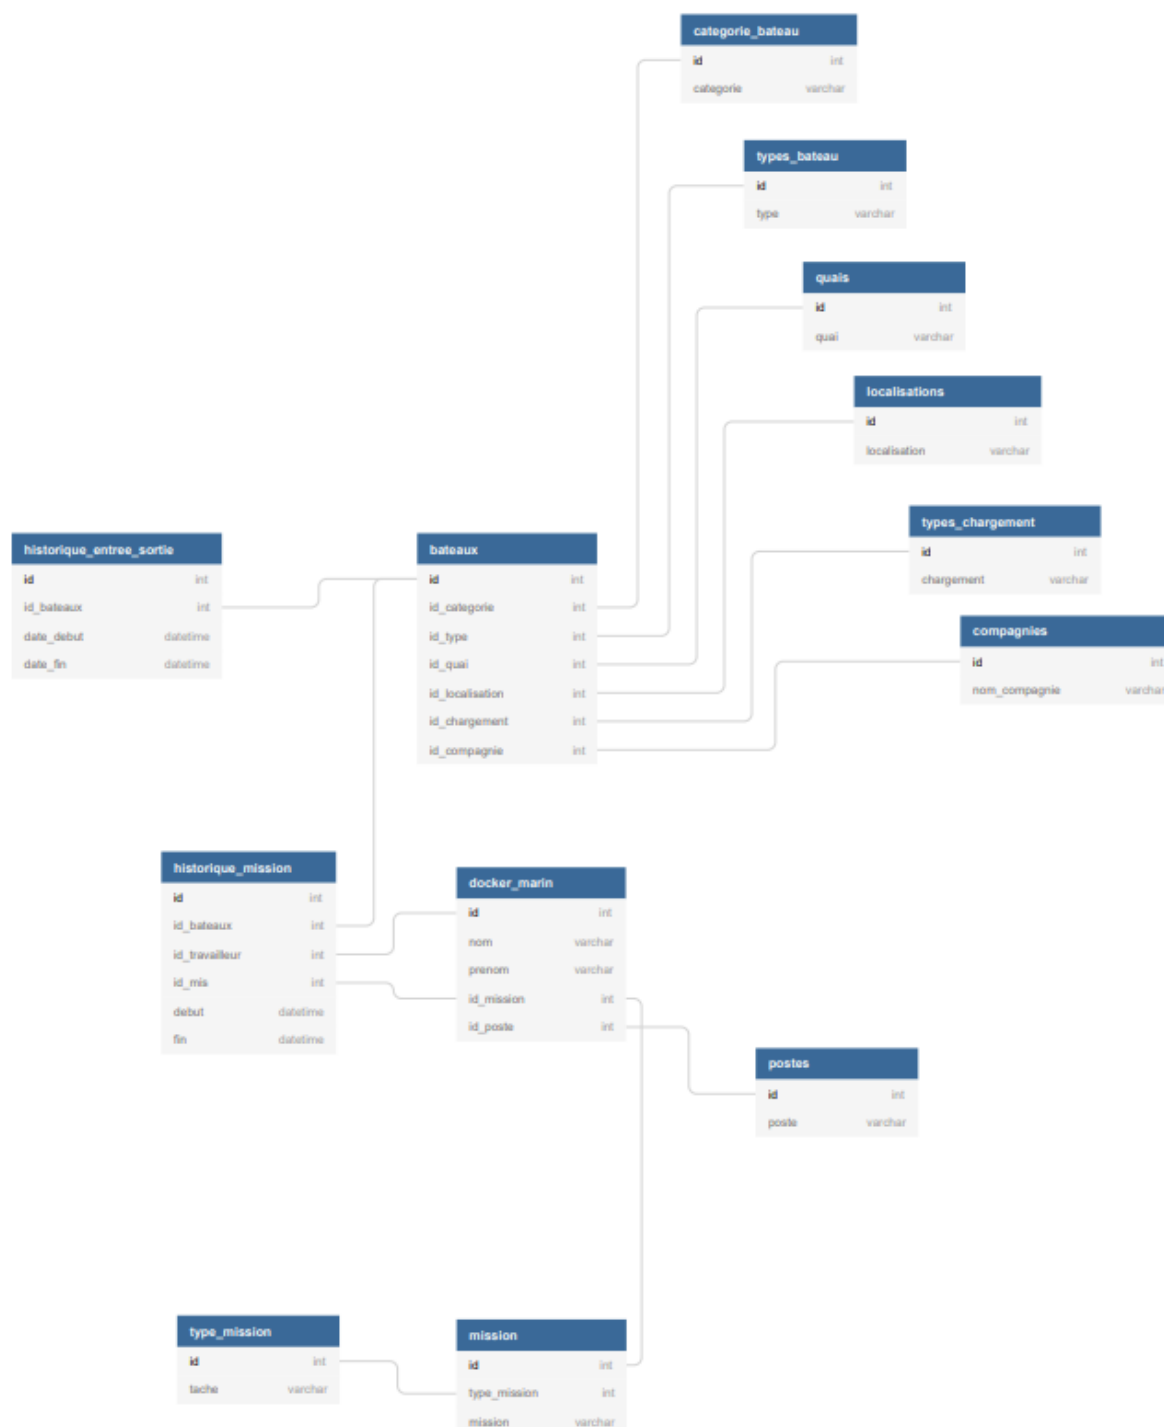 categorie_bateau
id int
categorie varchar
types_bateau
id int
type varchar
quais
id int
quai varchar
localisations
id int
localisation varchar
types_chargement
id int
chargement varchar
compagnies
id int
nom_compagnie varchar
historique_entree_sortie
id int
id_bateaux int
date_debut datetime
date_fin datetime
bateaux
id int
id_categorie int
id_type int
id_quai int
id_localisation int
id_chargement int
id_compagnie int
historique_mission
id int
id_bateaux int
id_travailleur int
id_mis int
debut datetime
fin datetime
docker_marin
id int
nom varchar
prenom varchar
id_mission int
id_poste int
postes
id int
poste varchar
type_mission
id int
tache varchar
mission
id int
type_mission int
mission varchar